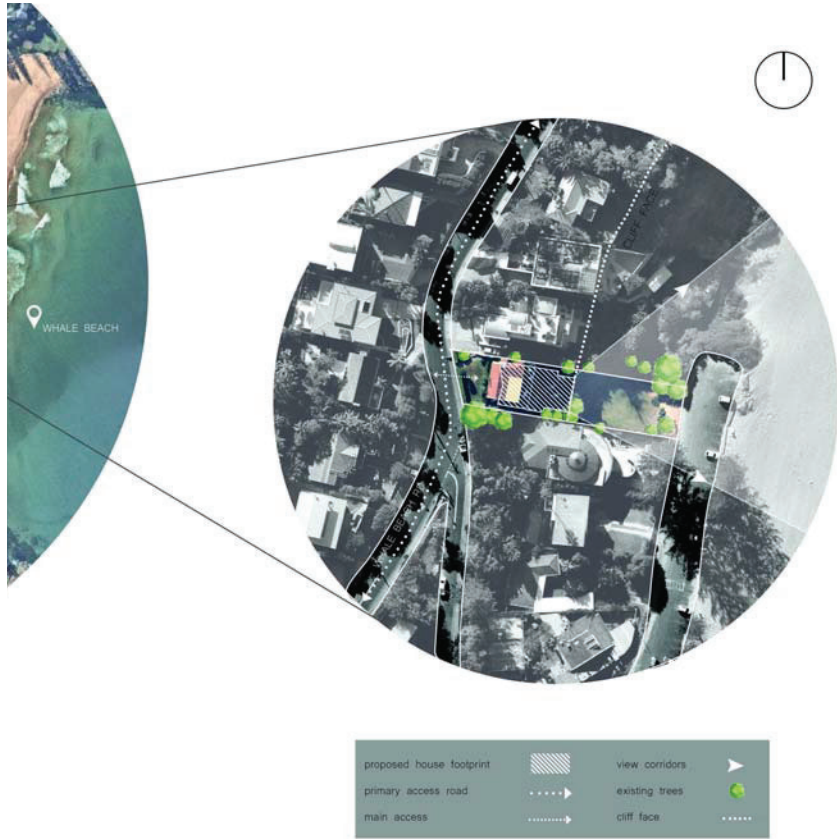 CLIFF FACE
WHALE BEACH
WHALE BEACH RD
proposed house footprint
view corridors
primary access road
existing trees
main access
cliff face